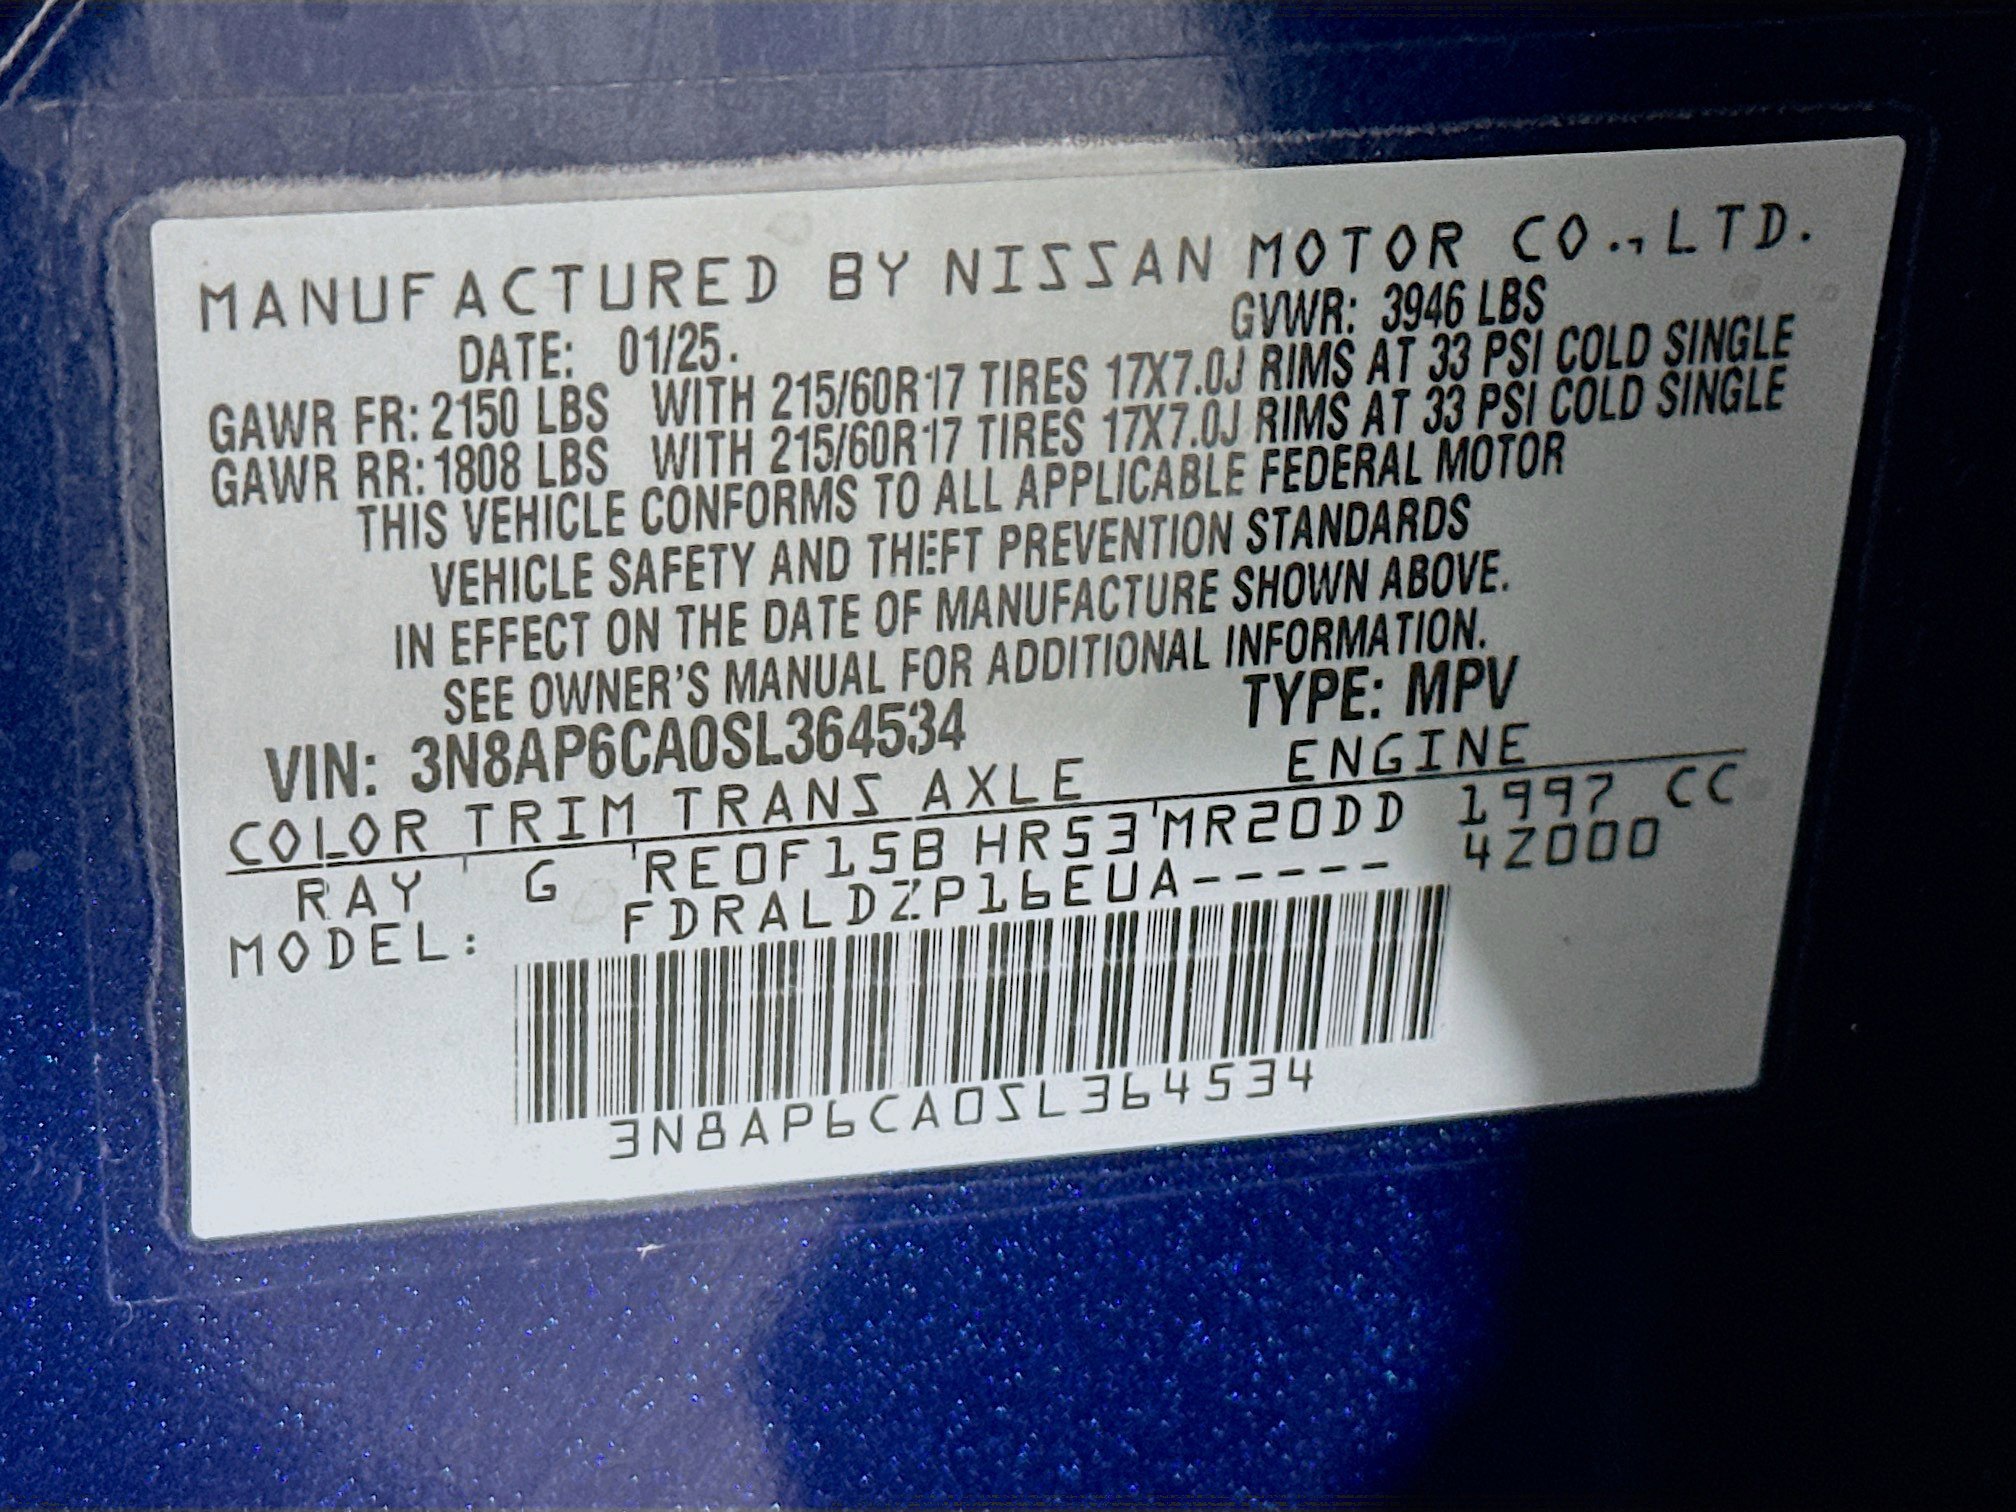 MANUFACTURED BY NISSAN MOTOR CO.,LTD.
DATE: 01/25. GVWR: 3946 LBS
GAWR FR: 2150 LBS WITH 215/60R17 TIRES 17X7.0J RIMS AT 33 PSI COLD SINGLE
GAWR RR: 1808 LBS WITH 215/60R17 TIRES 17X7.0J RIMS AT 33 PSI COLD SINGLE
THIS VEHICLE CONFORMS TO ALL APPLICABLE FEDERAL MOTOR
VEHICLE SAFETY AND THEFT PREVENTION STANDARDS
IN EFFECT ON THE DATE OF MANUFACTURE SHOWN ABOVE.
SEE OWNER'S MANUAL FOR ADDITIONAL INFORMATION.
VIN: 3N8AP6CA0SL364534 TYPE: MPV
COLOR TRIM TRANS AXLE ENGINE
RAY G RE0F15B HR53 MR20DD 1997 CC
MODEL: FDRALDZP16EUA----- 4Z000
3N8AP6CA0SL364534